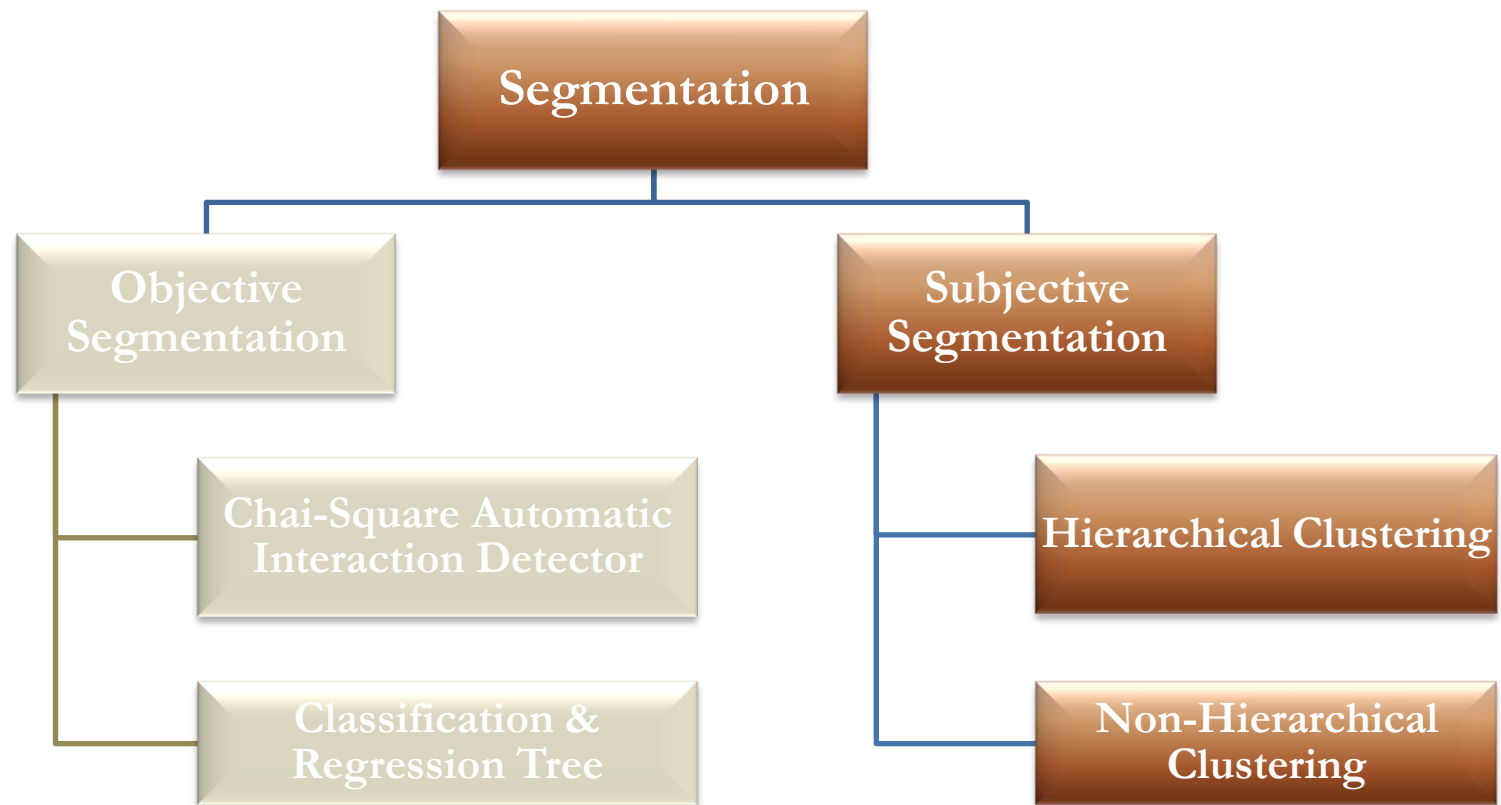 Segmentation
Objective
Segmentation
Subjective
Segmentation
Chai-Square Automatic
Interaction Detector
Hierarchical Clustering
Classification &
Regression Tree
Non-Hierarchical
Clustering